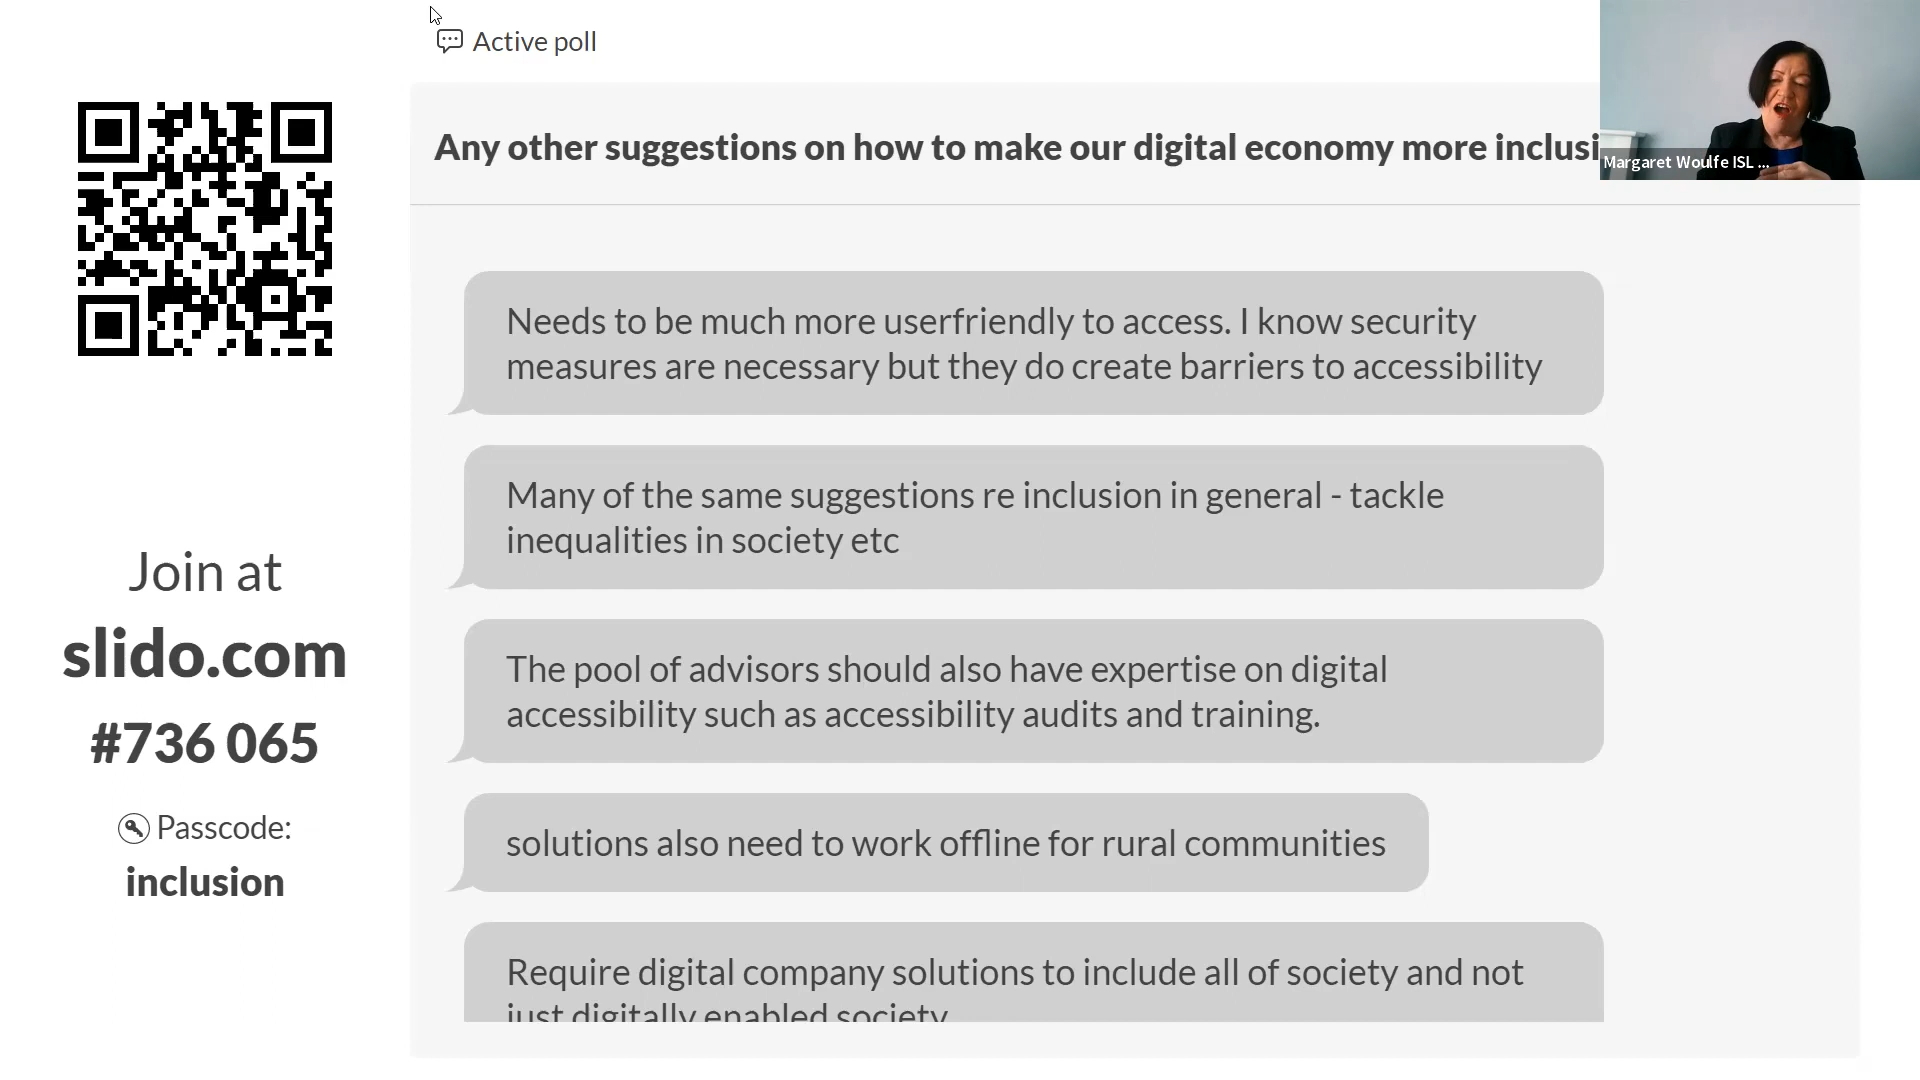 Active poll
Any other suggestions on how to make our digital economy more inclusi
Margaret Woulfe ISL ...
Needs to be much more userfriendly to access. I know security
measures are necessary but they do create barriers to accessibility
Many of the same suggestions re inclusion in general - tackle
inequalities in society etc
The pool of advisors should also have expertise on digital
accessibility such as accessibility audits and training.
solutions also need to work offline for rural communities
Require digital company solutions to include all of society and not
just digitally enabled society
Join at
slido.com
#736 065
Passcode:
inclusion